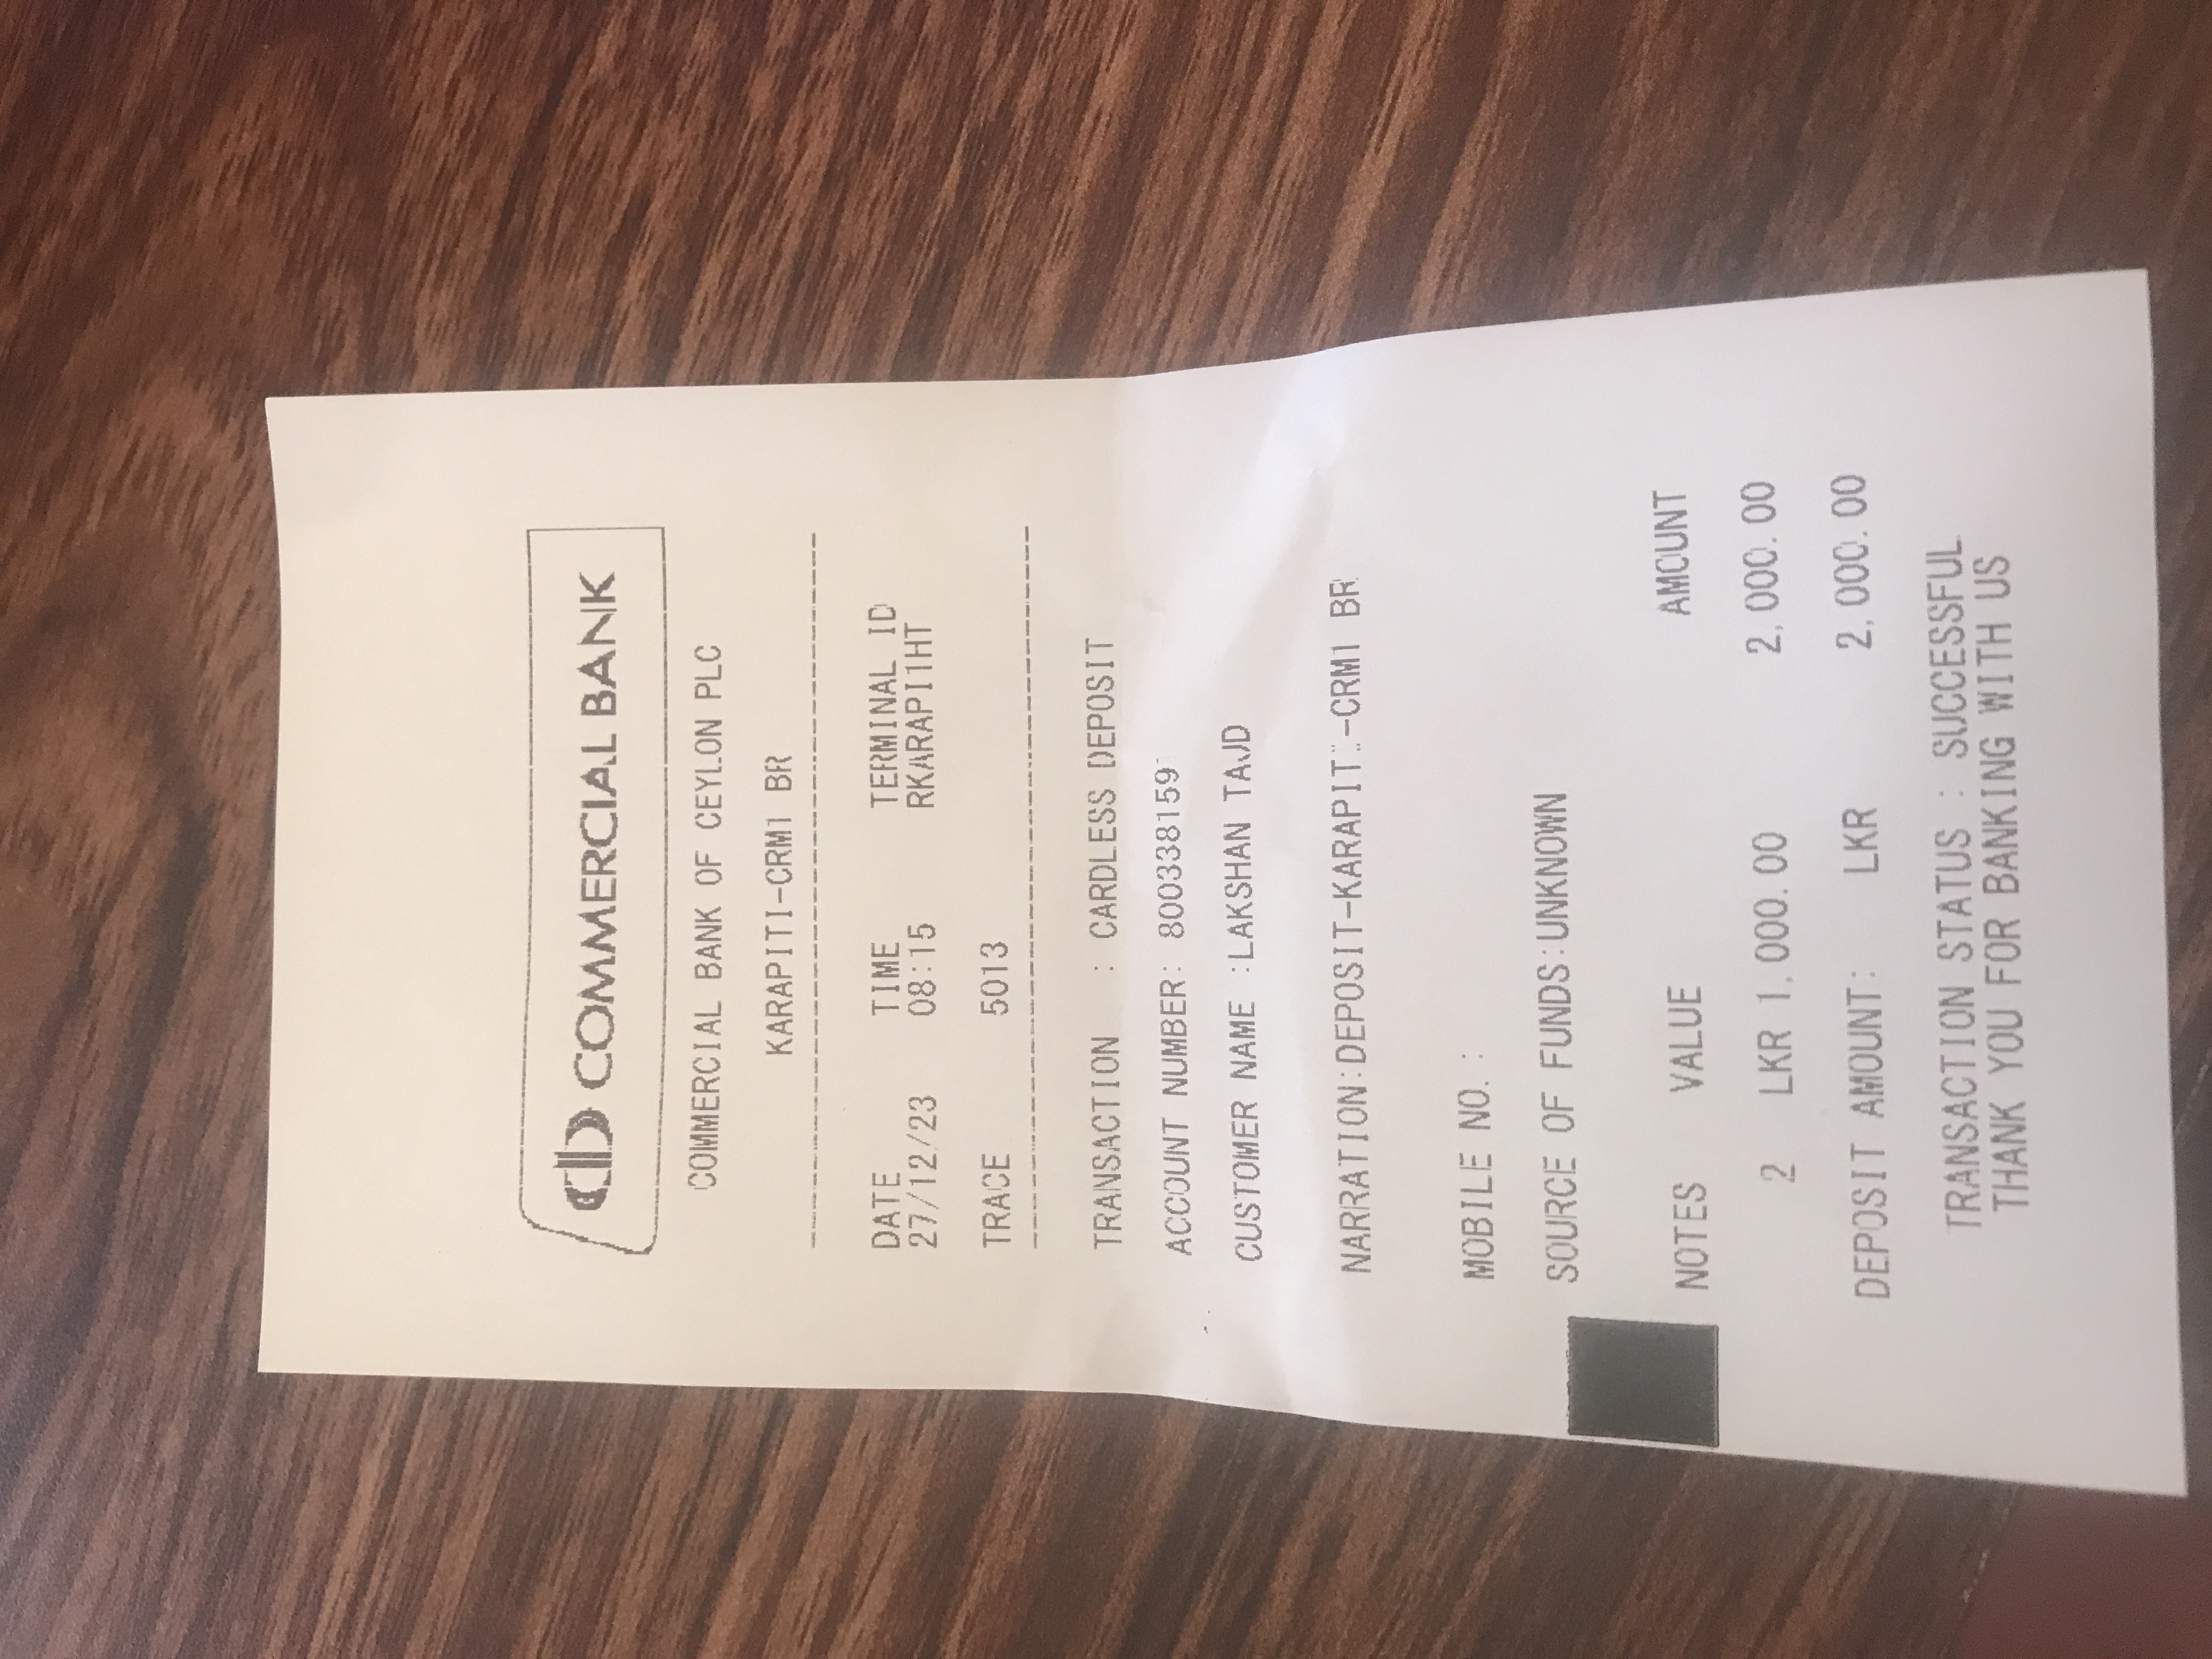 COMMERCIAL BANK
COMMERCIAL BANK OF CEYLON PLC
KARAPITI-CRM1 BR
DATE TIME TERMINAL ID
27/12/23 08:15 RKARAPI1HT
TRACE 5013
TRANSACTION : CARDLESS DEPOSIT
ACCOUNT NUMBER: 8003381597
CUSTOMER NAME :LAKSHAN TAJD
NARRATION:DEPOSIT-KARAPITI-CRM1 BR
MOBILE NO. :
SOURCE OF FUNDS:UNKNOWN
NOTES VALUE AMOUNT
2 LKR 1,000.00 2,000.00
DEPOSIT AMOUNT: LKR 2,000.00
TRANSACTION STATUS : SUCCESSFUL
THANK YOU FOR BANKING WITH US